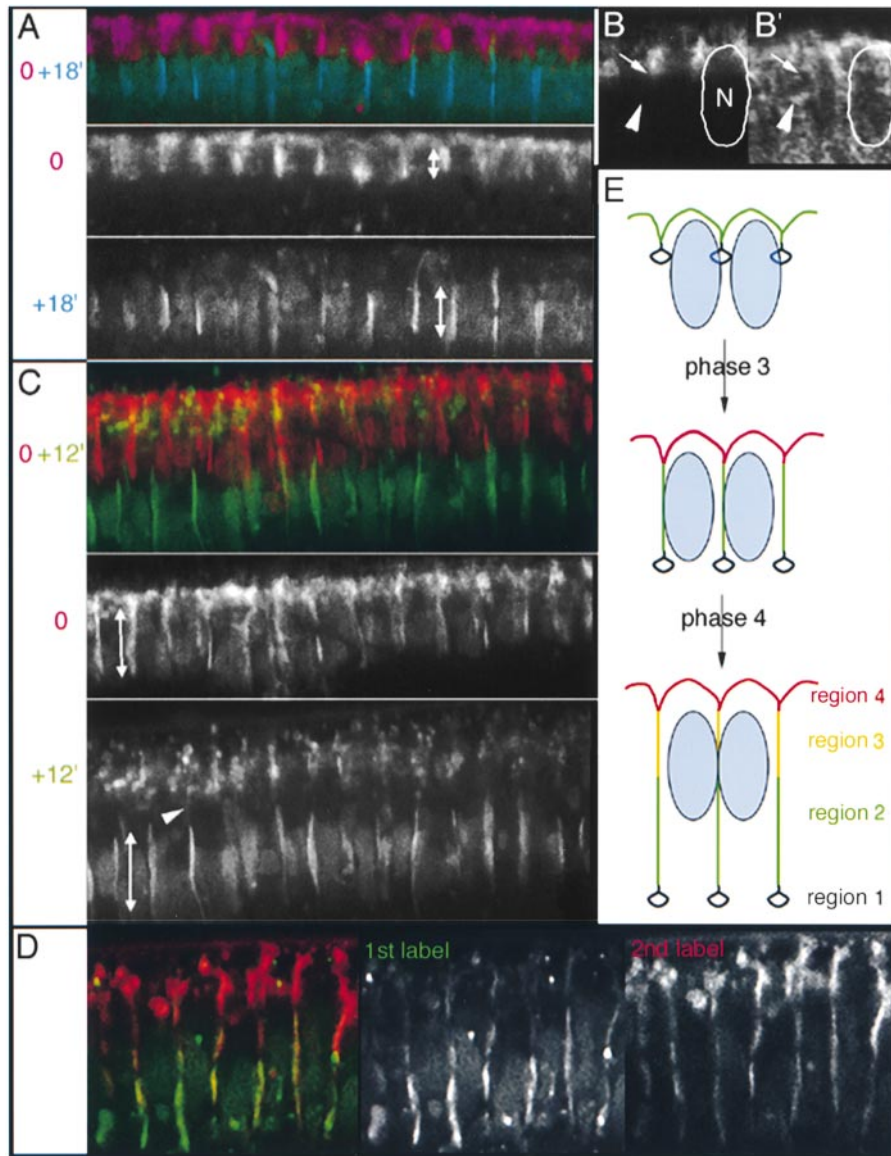 A
0 +18'
0
+18'
B
N
B'
C
0 +12'
0
+12'
D
1st label
2nd label
E
phase 3
phase 4
region 4
region 3
region 2
region 1